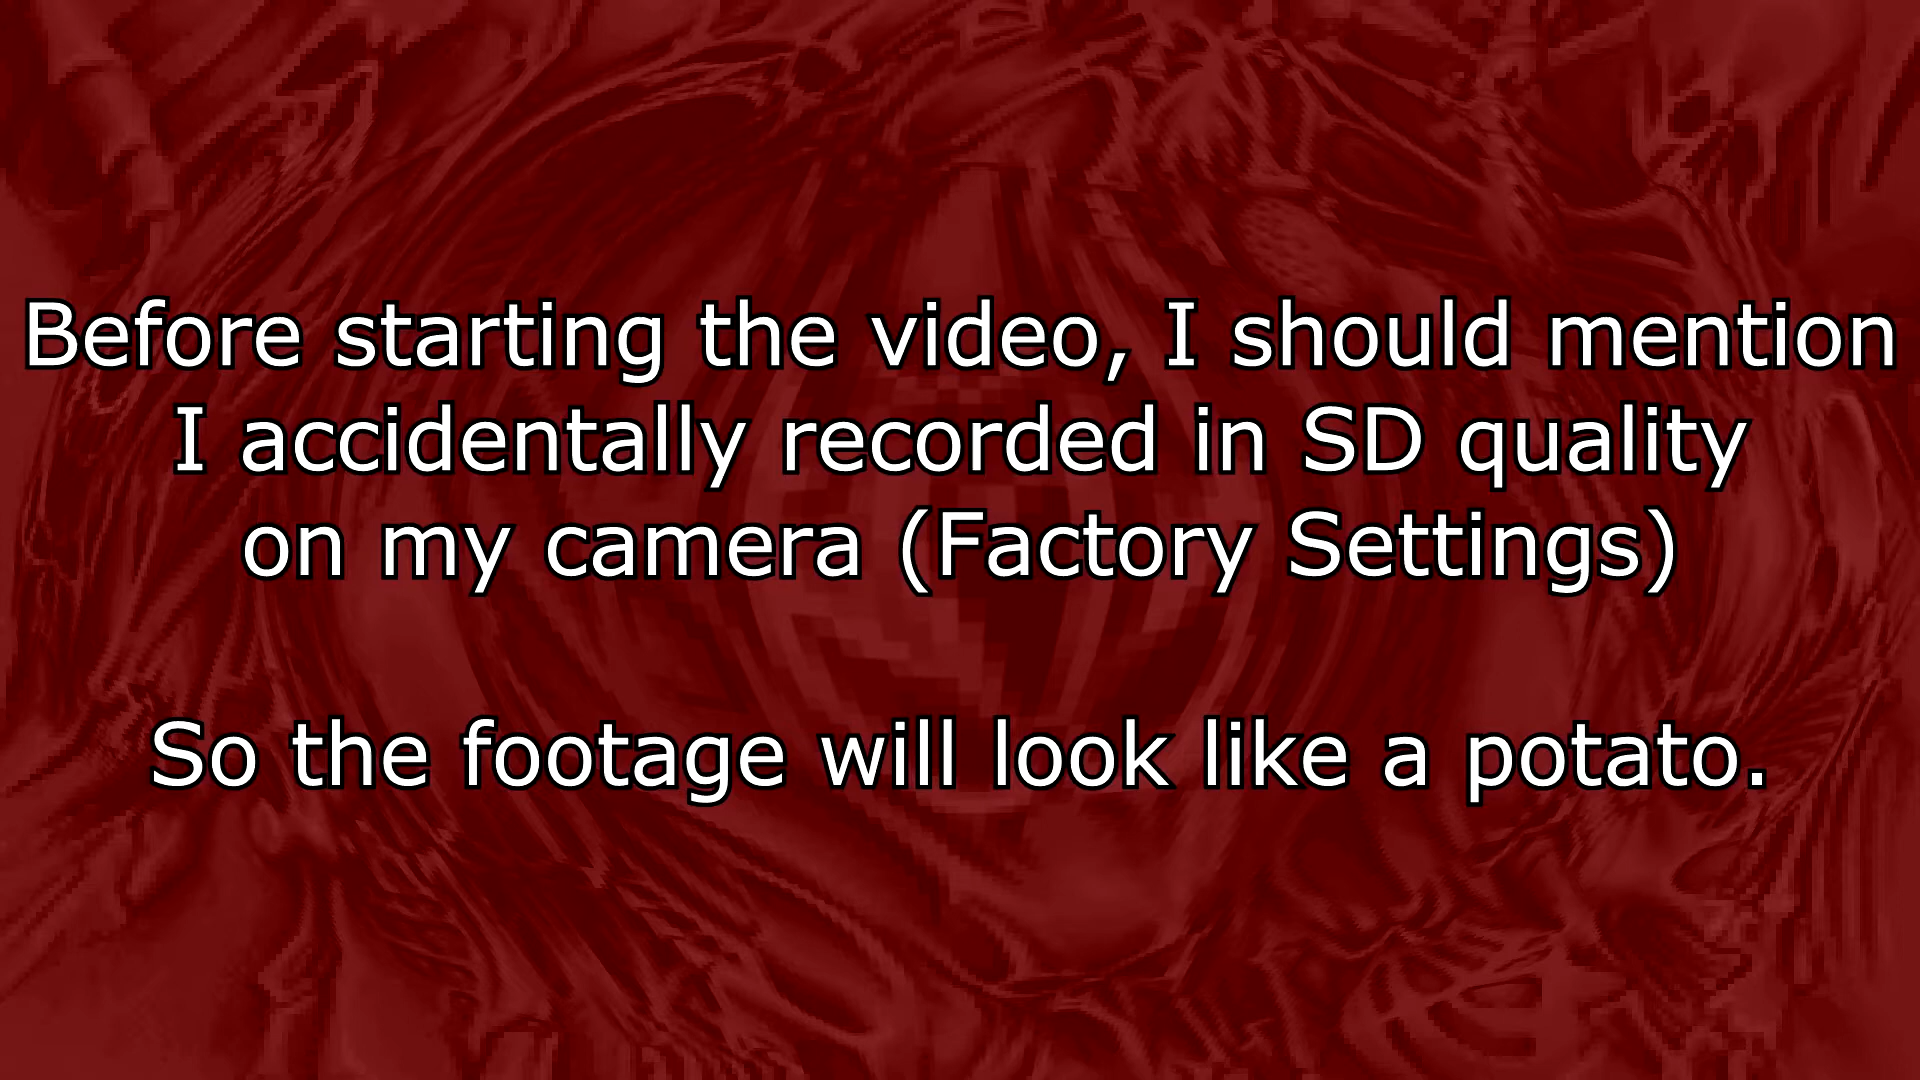 Before starting the video, I should mention
I accidentally recorded in SD quality
on my camera (Factory Settings)
So the footage will look like a potato.